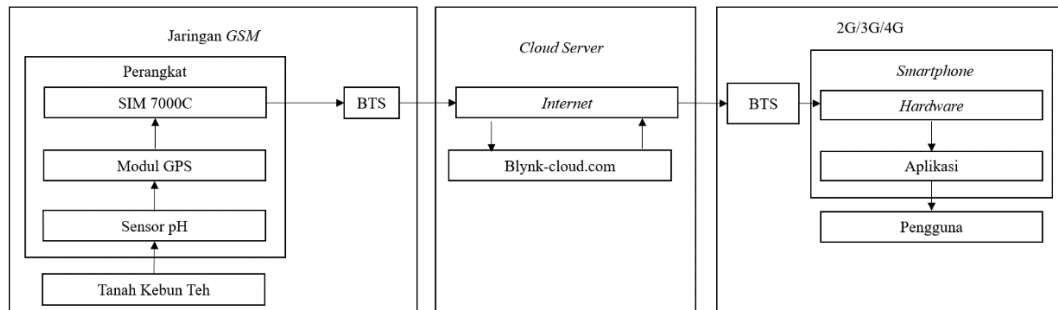 Jaringan GSM
Perangkat
SIM 7000C
Modul GPS
Sensor pH
Tanah Kebun Teh
BTS
Cloud Server
Internet
Blynk-cloud.com
2G/3G/4G
BTS
Smartphone
Hardware
Aplikasi
Pengguna